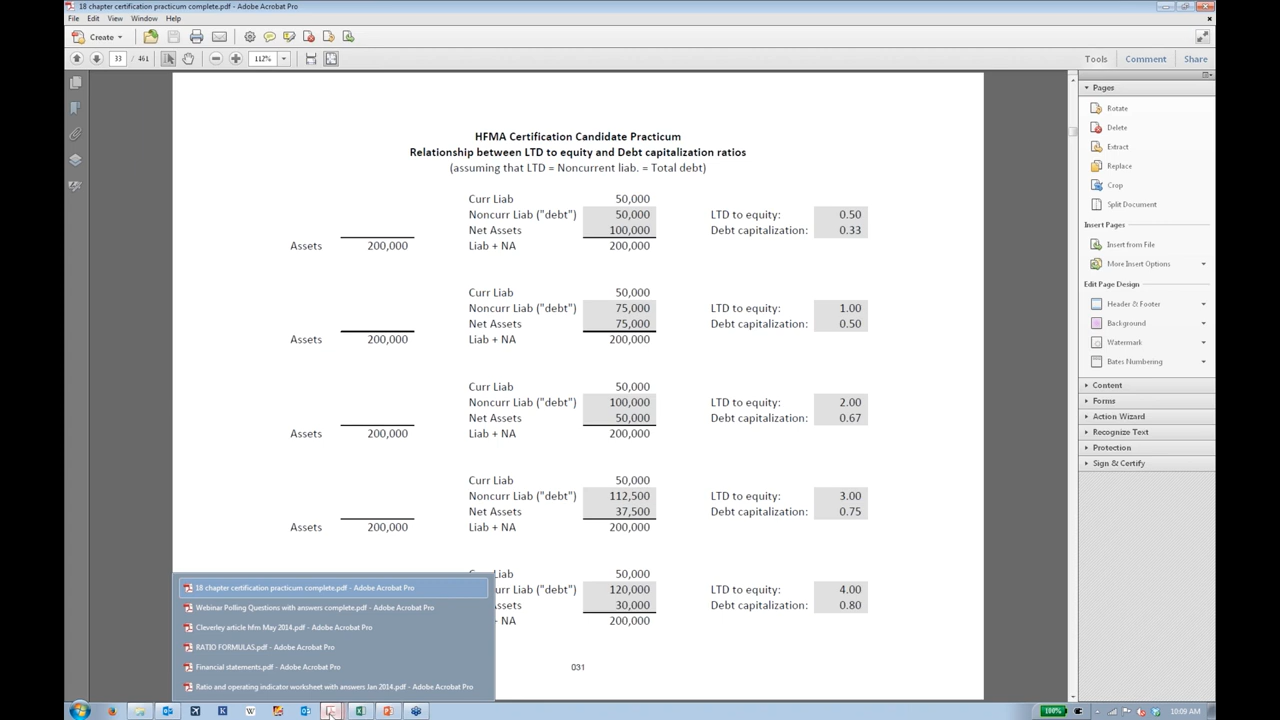 18 chapter certification practicum complete.pdf - Adobe Acrobat Pro
File Edit View Window Help
Create
33 / 461 112% Tools Comment Share
Pages
Rotate
Delete
Extract
Replace
Crop
Split Document
Insert Pages
Insert from File
More Insert Options
Edit Page Design
Header & Footer
Background
Watermark
Bates Numbering
Content
Forms
Action Wizard
Recognize Text
Protection
Sign & Certify
HFMA Certification Candidate Practicum
Relationship between LTD to equity and Debt capitalization ratios
(assuming that LTD = Noncurrent liab. = Total debt)
Curr Liab 50,000
Noncurr Liab ("debt") 50,000 LTD to equity: 0.50
Net Assets 100,000 Debt capitalization: 0.33
Assets 200,000 Liab + NA 200,000
Curr Liab 50,000
Noncurr Liab ("debt") 75,000 LTD to equity: 1.00
Net Assets 75,000 Debt capitalization: 0.50
Assets 200,000 Liab + NA 200,000
Curr Liab 50,000
Noncurr Liab ("debt") 100,000 LTD to equity: 2.00
Net Assets 50,000 Debt capitalization: 0.67
Assets 200,000 Liab + NA 200,000
Curr Liab 50,000
Noncurr Liab ("debt") 112,500 LTD to equity: 3.00
Net Assets 37,500 Debt capitalization: 0.75
Assets 200,000 Liab + NA 200,000
Liab 50,000
Liab ("debt") 120,000 LTD to equity: 4.00
Assets 30,000 Debt capitalization: 0.80
NA 200,000
031
18 chapter certification practicum complete.pdf - Adobe Acrobat Pro
Webinar Polling Questions with answers complete.pdf - Adobe Acrobat Pro
Cleverley article hfm May 2014.pdf - Adobe Acrobat Pro
RATIO FORMULAS.pdf - Adobe Acrobat Pro
Financial statements.pdf - Adobe Acrobat Pro
Ratio and operating indicator worksheet with answers Jan 2014.pdf - Adobe Acrobat Pro
100% 10:09 AM